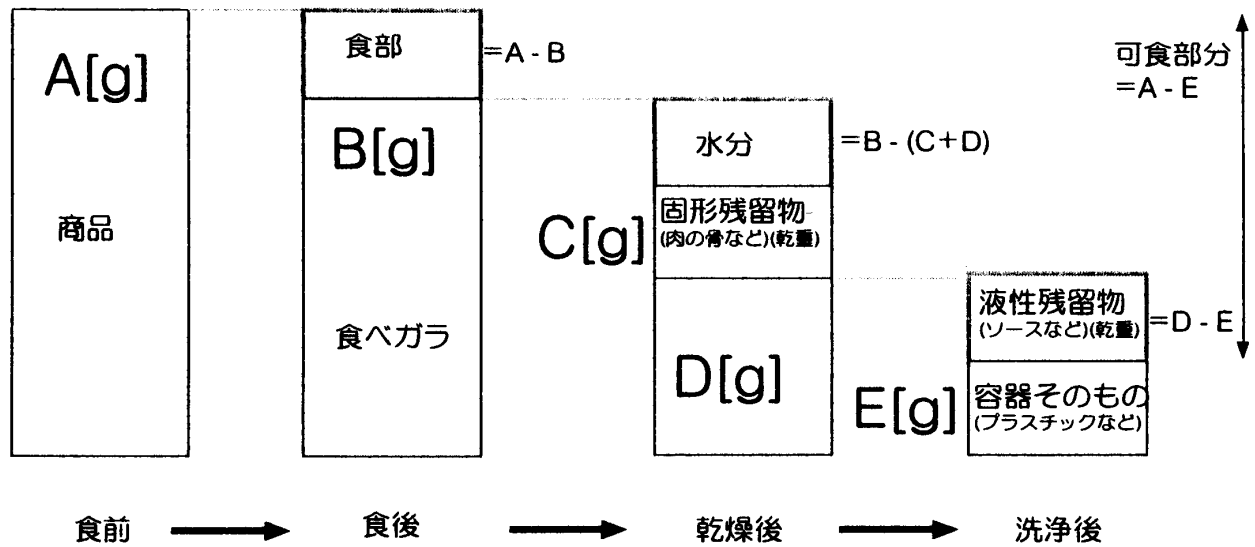 A[g]
商品
食部
=A - B
B[g]
食べガラ
水分
=B - (C+D)
C[g]
固形残留物
(肉の骨など)(乾重)
D[g]
液性残留物
(ソースなど)(乾重)
=D - E
E[g]
容器そのもの
(プラスチックなど)
可食部分
=A - E
食前
食後
乾燥後
洗浄後